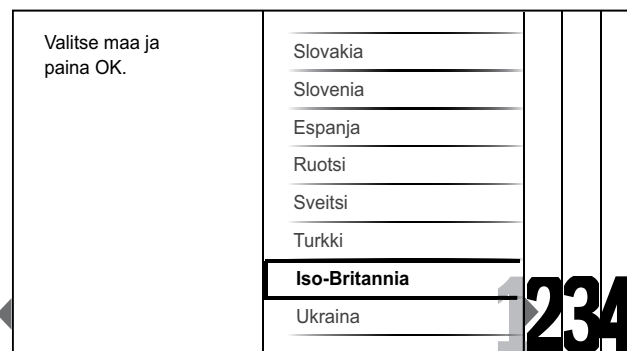 Valitse maa ja
paina OK.
Slovakia
Slovenia
Espanja
Ruotsi
Sveitsi
Turkki
Iso-Britannia
Ukraina
1234